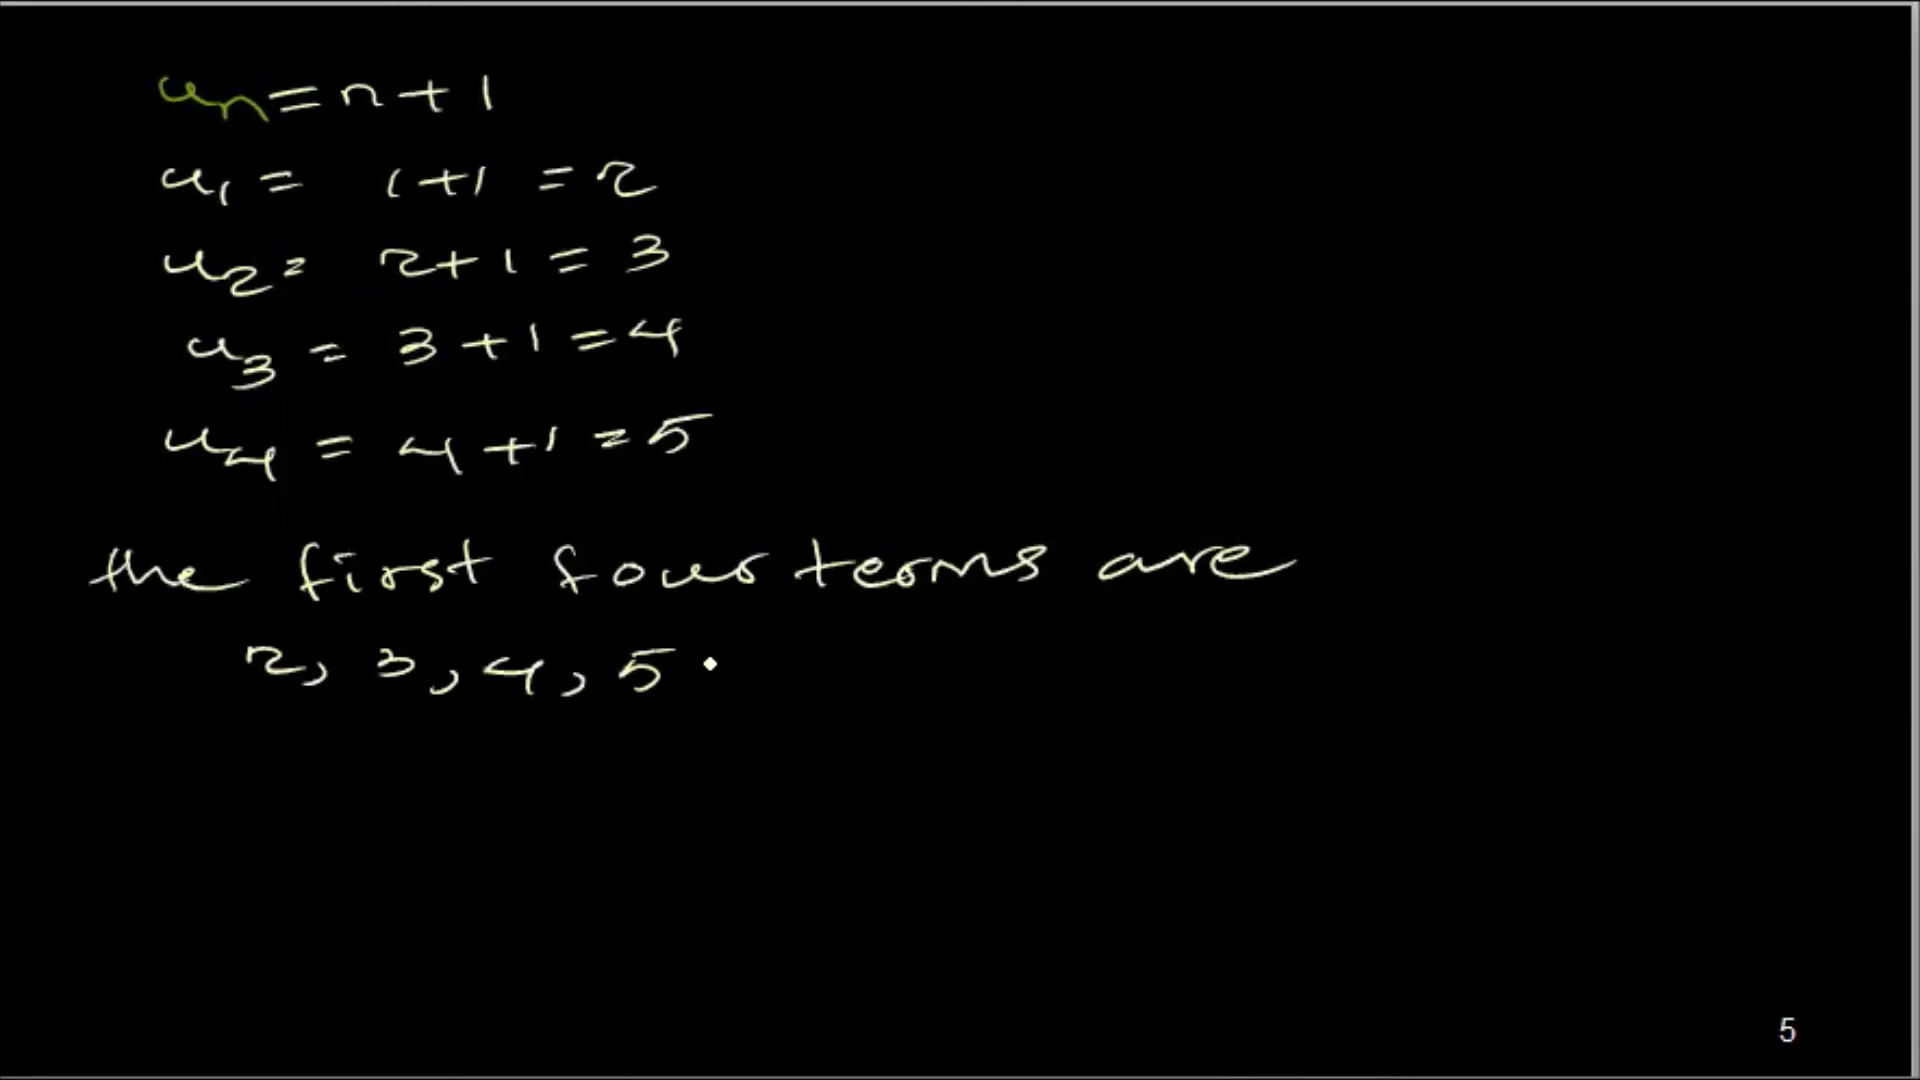 uₙ = n + 1
u₁ = 1 + 1 = 2
u₂ = 2 + 1 = 3
u₃ = 3 + 1 = 4
u₄ = 4 + 1 = 5
the first four terms are
2, 3, 4, 5
5